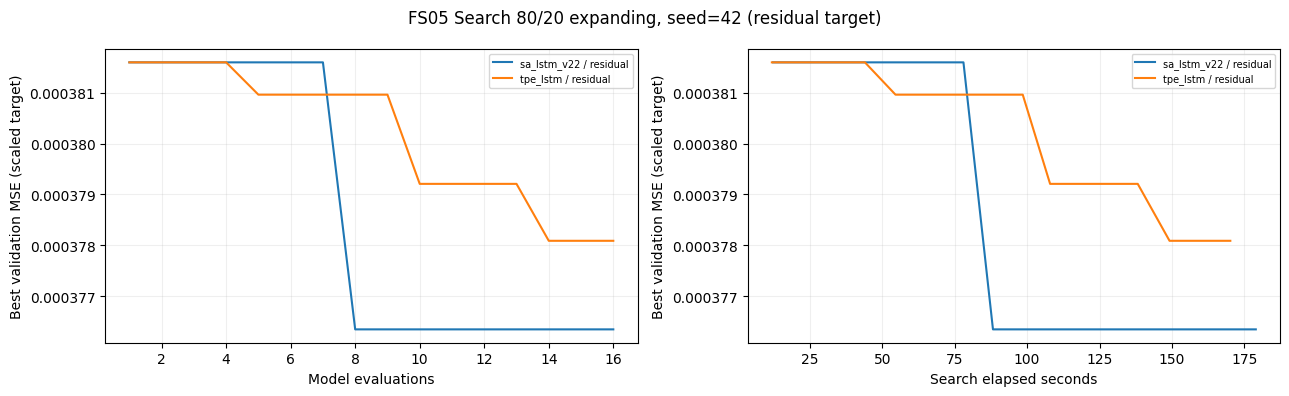 FS05 Search 80/20 expanding, seed=42 (residual target)
Best validation MSE (scaled target)
0.000381
0.000380
0.000379
0.000378
0.000377
sa_lstm_v22 / residual
tpe_lstm / residual
2 4 6 8 10 12 14 16
Model evaluations
Best validation MSE (scaled target)
0.000381
0.000380
0.000379
0.000378
0.000377
sa_lstm_v22 / residual
tpe_lstm / residual
25 50 75 100 125 150 175
Search elapsed seconds